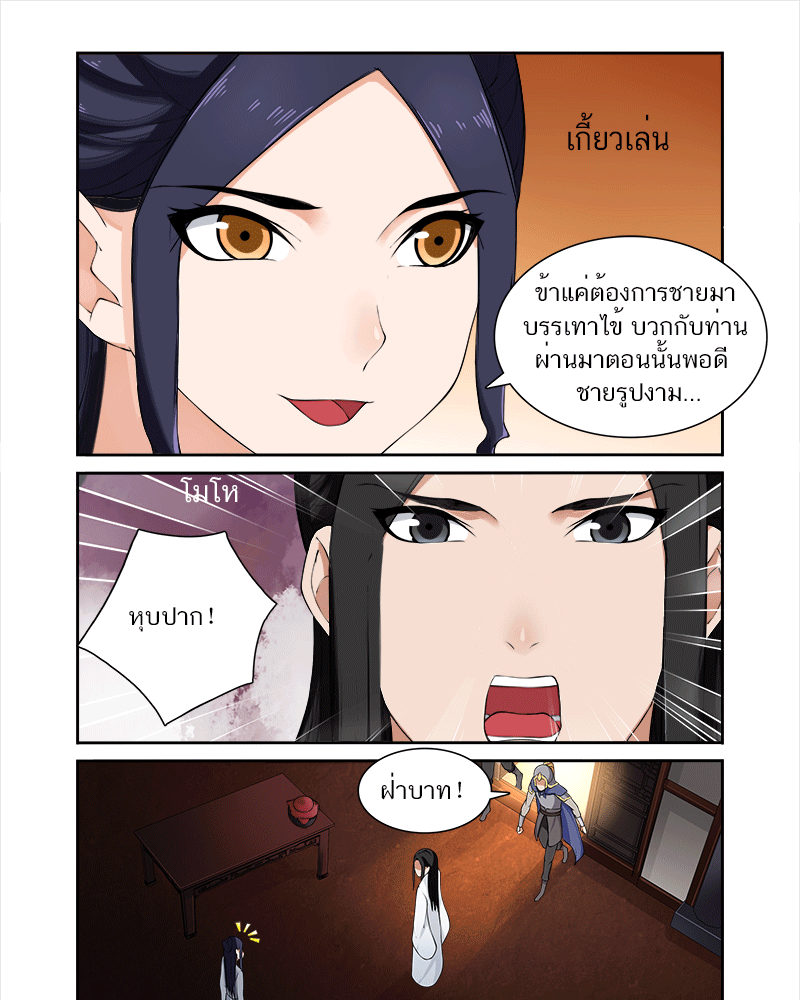 เกี้ยวเล่น
ข้าแค่ต้องการชายมา
บรรเทาไข้ บวกกับท่าน
ผ่านมาตอนนั้นพอดี
ชายรูปงาม...
โมโห
หุบปาก!
ฝ่าบาท!